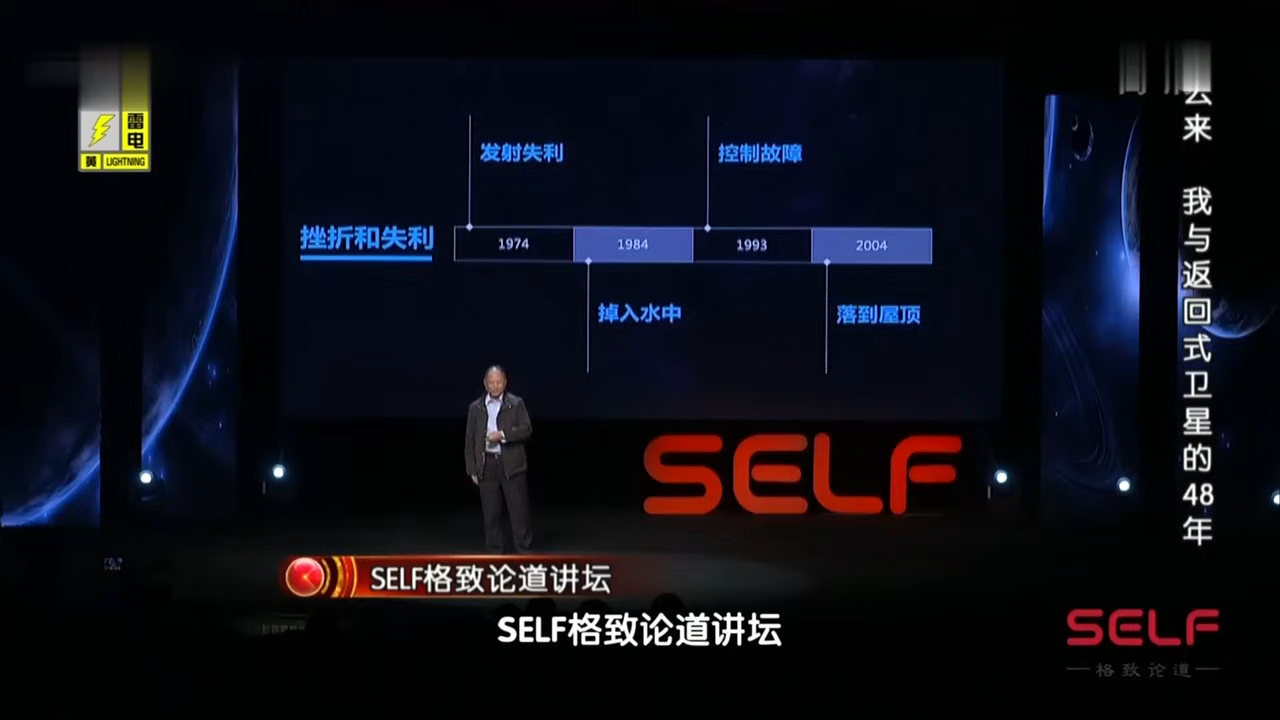 雷电
黄 LIGHTNING
发射失利
控制故障
挫折和失利
1974
1984
1993
2004
掉入水中
落到屋顶
SELF
来 我与返回式卫星的48年
SELF格致论道讲坛
SELF格致论道讲坛
SELF
格致论道